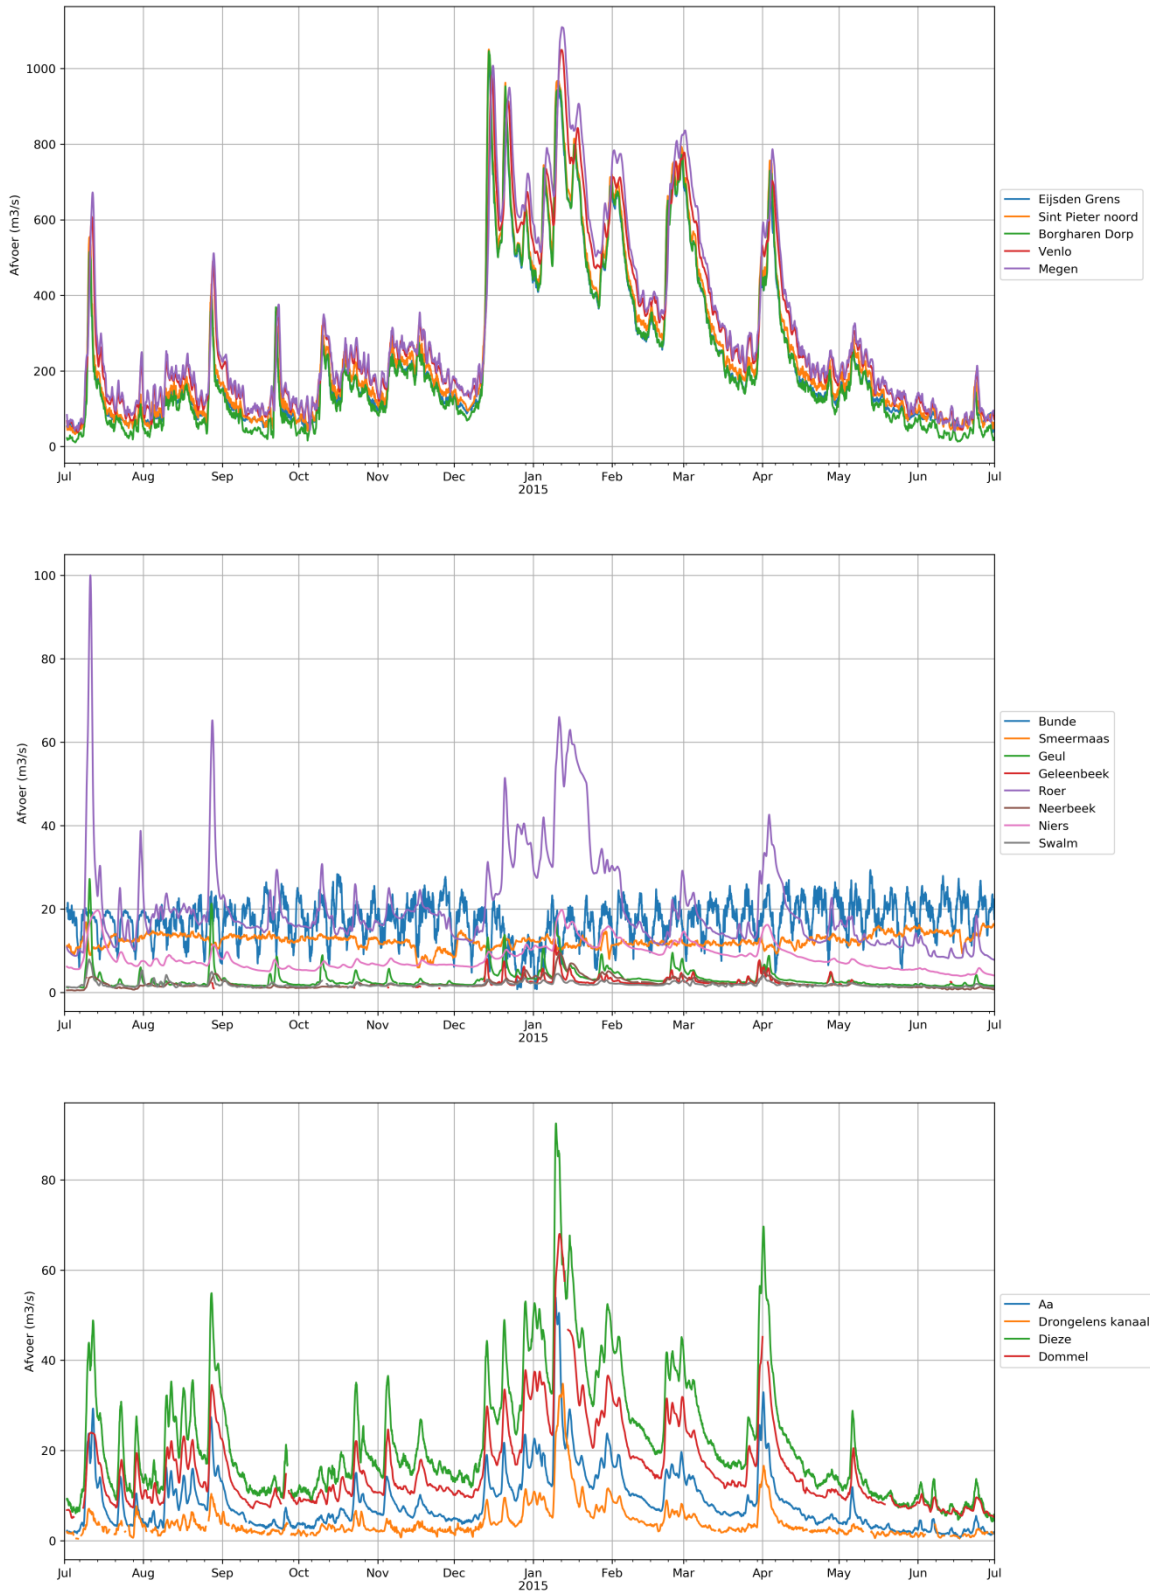 Afvoer (m3/s)
1000
800
600
400
200
0
Jul Aug Sep Oct Nov Dec Jan Feb Mar Apr May Jun Jul
2015
Eijsden Grens
Sint Pieter noord
Borgharen Dorp
Venlo
Megen
Afvoer (m3/s)
100
80
60
40
20
0
Jul Aug Sep Oct Nov Dec Jan Feb Mar Apr May Jun Jul
2015
Bunde
Smeermaas
Geul
Geleenbeek
Roer
Neerbeek
Niers
Swalm
Afvoer (m3/s)
80
60
40
20
0
Jul Aug Sep Oct Nov Dec Jan Feb Mar Apr May Jun Jul
2015
Aa
Drongelens kanaal
Dieze
Dommel